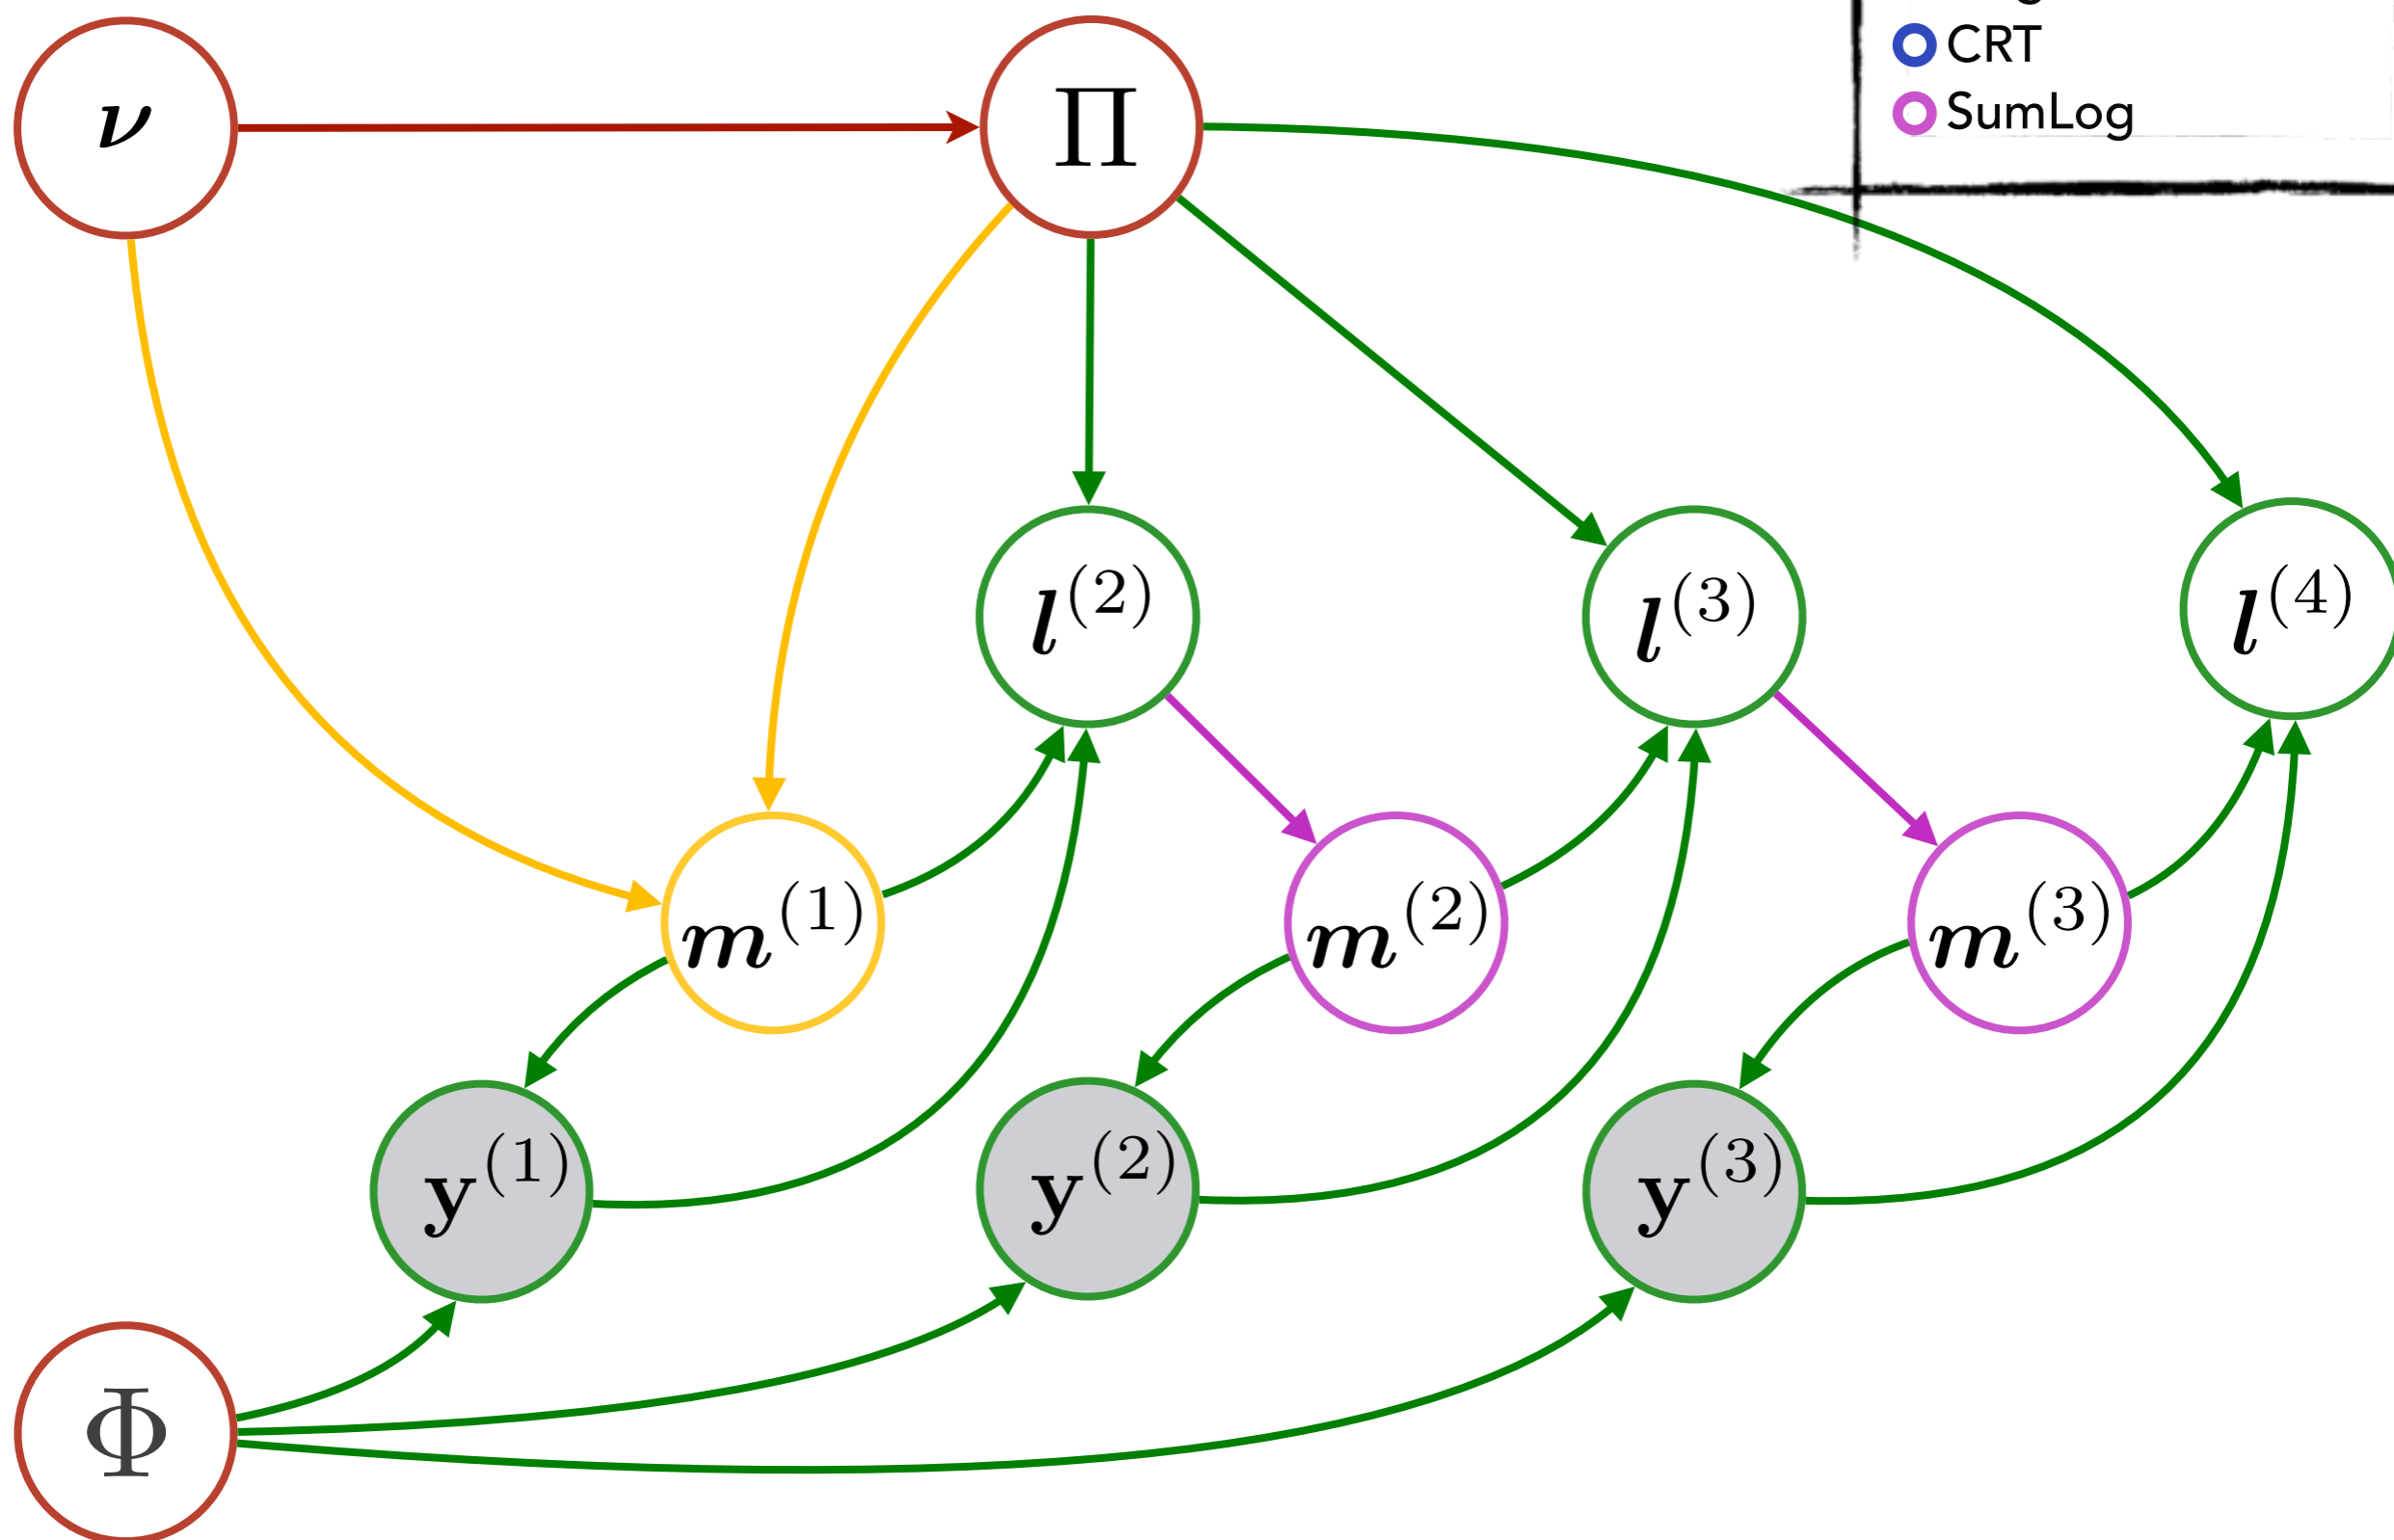 CRT
SumLog
ν
Π
l^(2)
l^(3)
l^(4)
m^(1)
m^(2)
m^(3)
y^(1)
y^(2)
y^(3)
Φ